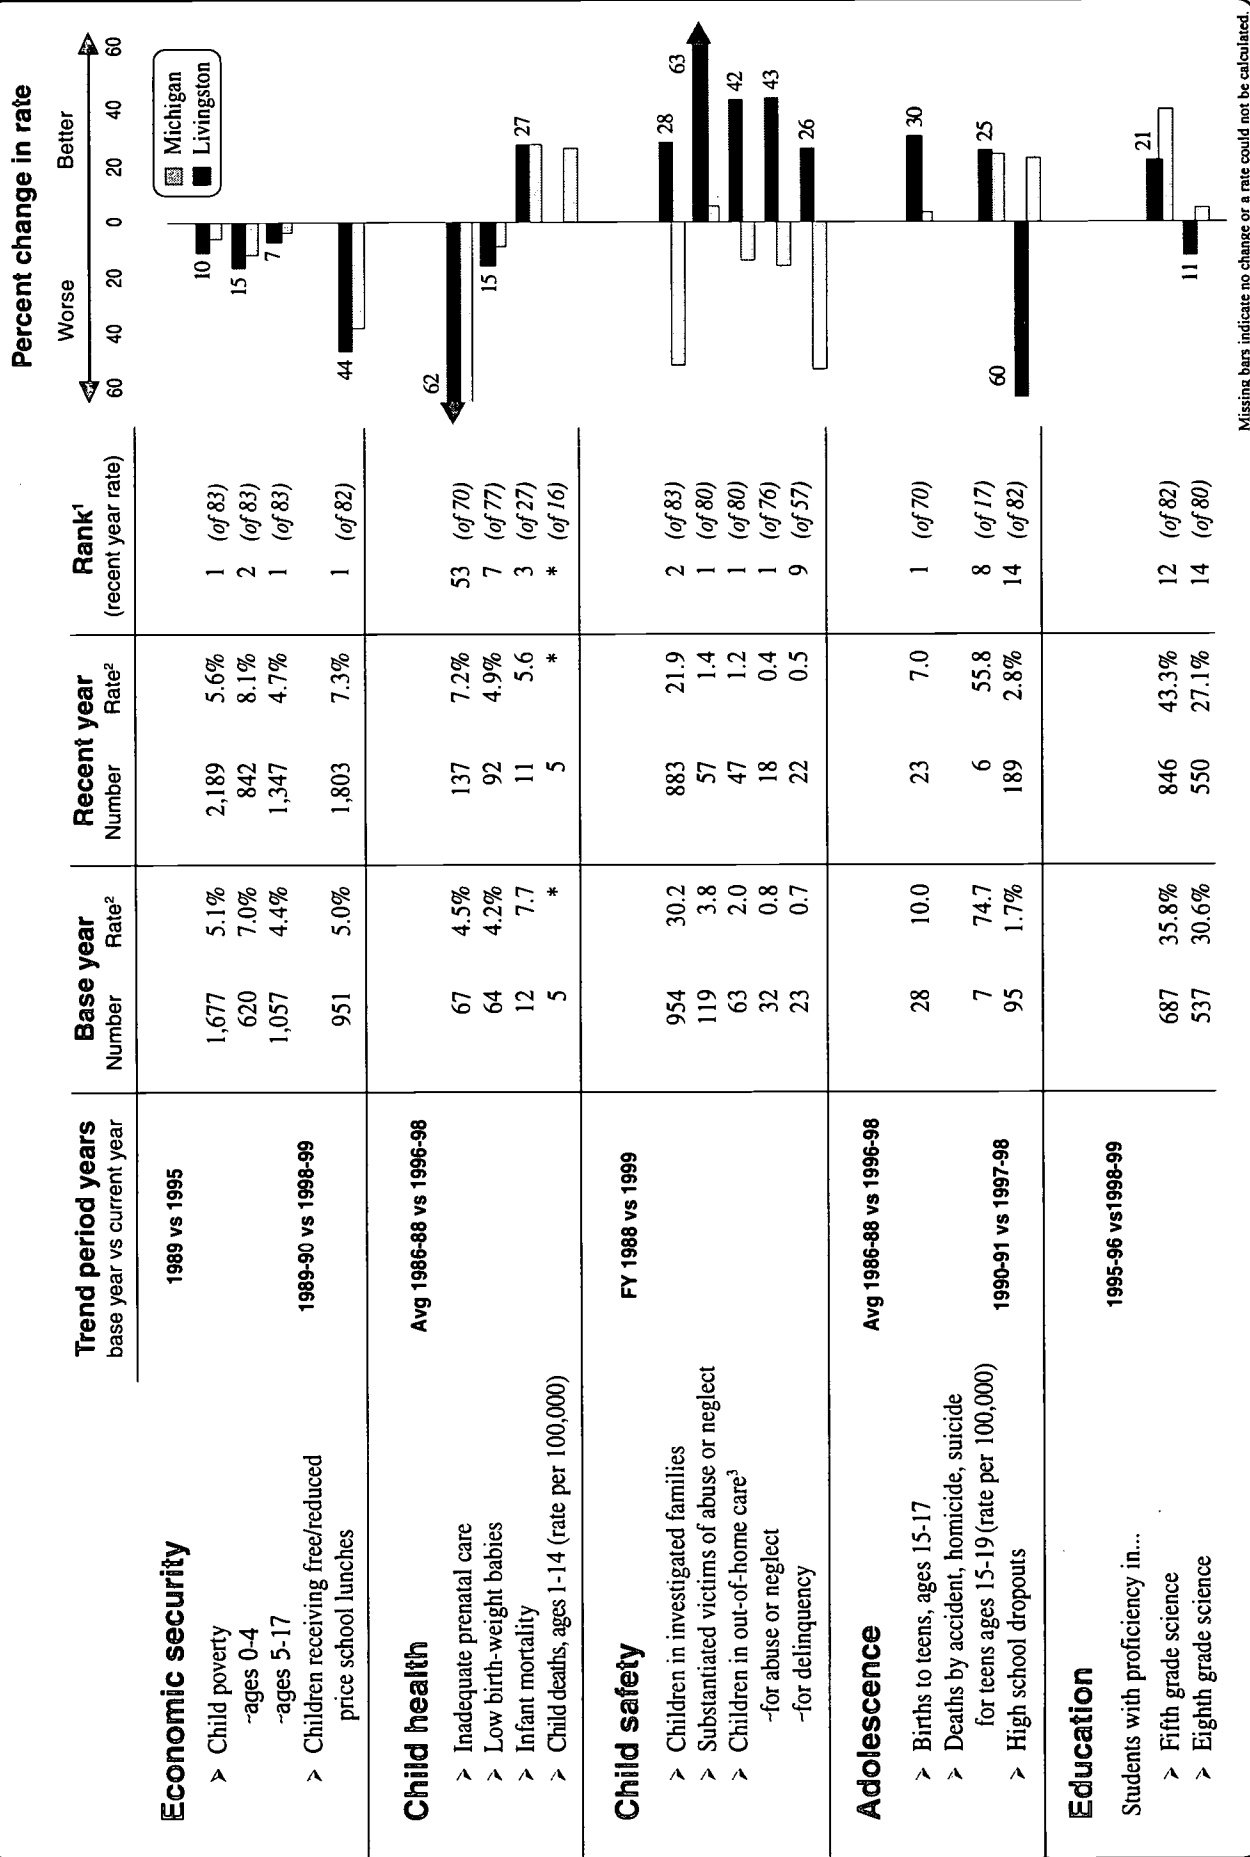 Percent change in rate
Trend period years Base year Recent year Rank¹ Worse Better
base year vs current year Number Rate² Number Rate² (recent year rate) 60 40 20 0 20 40 60
Economic security 1989 vs 1995
Michigan
Livingston
➢ Child poverty 1,677 5.1% 2,189 5.6% 1 (of 83) 10
~ages 0-4 620 7.0% 842 8.1% 2 (of 83) 15
~ages 5-17 1,057 4.4% 1,347 4.7% 1 (of 83) 7
➢ Children receiving free/reduced 1989-90 vs 1998-99
price school lunches 951 5.0% 1,803 7.3% 1 (of 82) 44
Child health Avg 1986-88 vs 1996-98
➢ Inadequate prenatal care 67 4.5% 137 7.2% 53 (of 70) 62
➢ Low birth-weight babies 64 4.2% 92 4.9% 7 (of 77) 15
➢ Infant mortality 12 7.7 11 5.6 3 (of 27) 27
➢ Child deaths, ages 1-14 (rate per 100,000) 5 * 5 * * (of 16)
Child safety FY 1988 vs 1999
➢ Children in investigated families 954 30.2 883 21.9 2 (of 83) 28
➢ Substantiated victims of abuse or neglect 119 3.8 57 1.4 1 (of 80) 63
➢ Children in out-of-home care³ 63 2.0 47 1.2 1 (of 80) 42
~for abuse or neglect 32 0.8 18 0.4 1 (of 76) 43
~for delinquency 23 0.7 22 0.5 9 (of 57) 26
Adolescence Avg 1986-88 vs 1996-98
➢ Births to teens, ages 15-17 28 10.0 23 7.0 1 (of 70) 30
➢ Deaths by accident, homicide, suicide
for teens ages 15-19 (rate per 100,000) 7 74.7 6 55.8 8 (of 17) 25
➢ High school dropouts 1990-91 vs 1997-98 95 1.7% 189 2.8% 14 (of 82) 60
Education
Students with proficiency in... 1995-96 vs1998-99
➢ Fifth grade science 687 35.8% 846 43.3% 12 (of 82) 21
➢ Eighth grade science 537 30.6% 550 27.1% 14 (of 80) 11
Missing bars indicate no change or a rate could not be calculated.